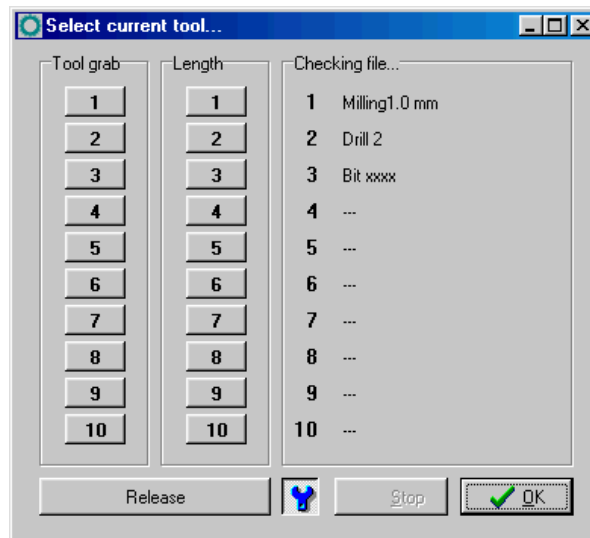 Select current tool...
Tool grab Length Checking file...
1 1 1 Milling1.0 mm
2 2 2 Drill 2
3 3 3 Bit xxxx
4 4 4 ---
5 5 5 ---
6 6 6 ---
7 7 7 ---
8 8 8 ---
9 9 9 ---
10 10 10 ---
Release Stop OK